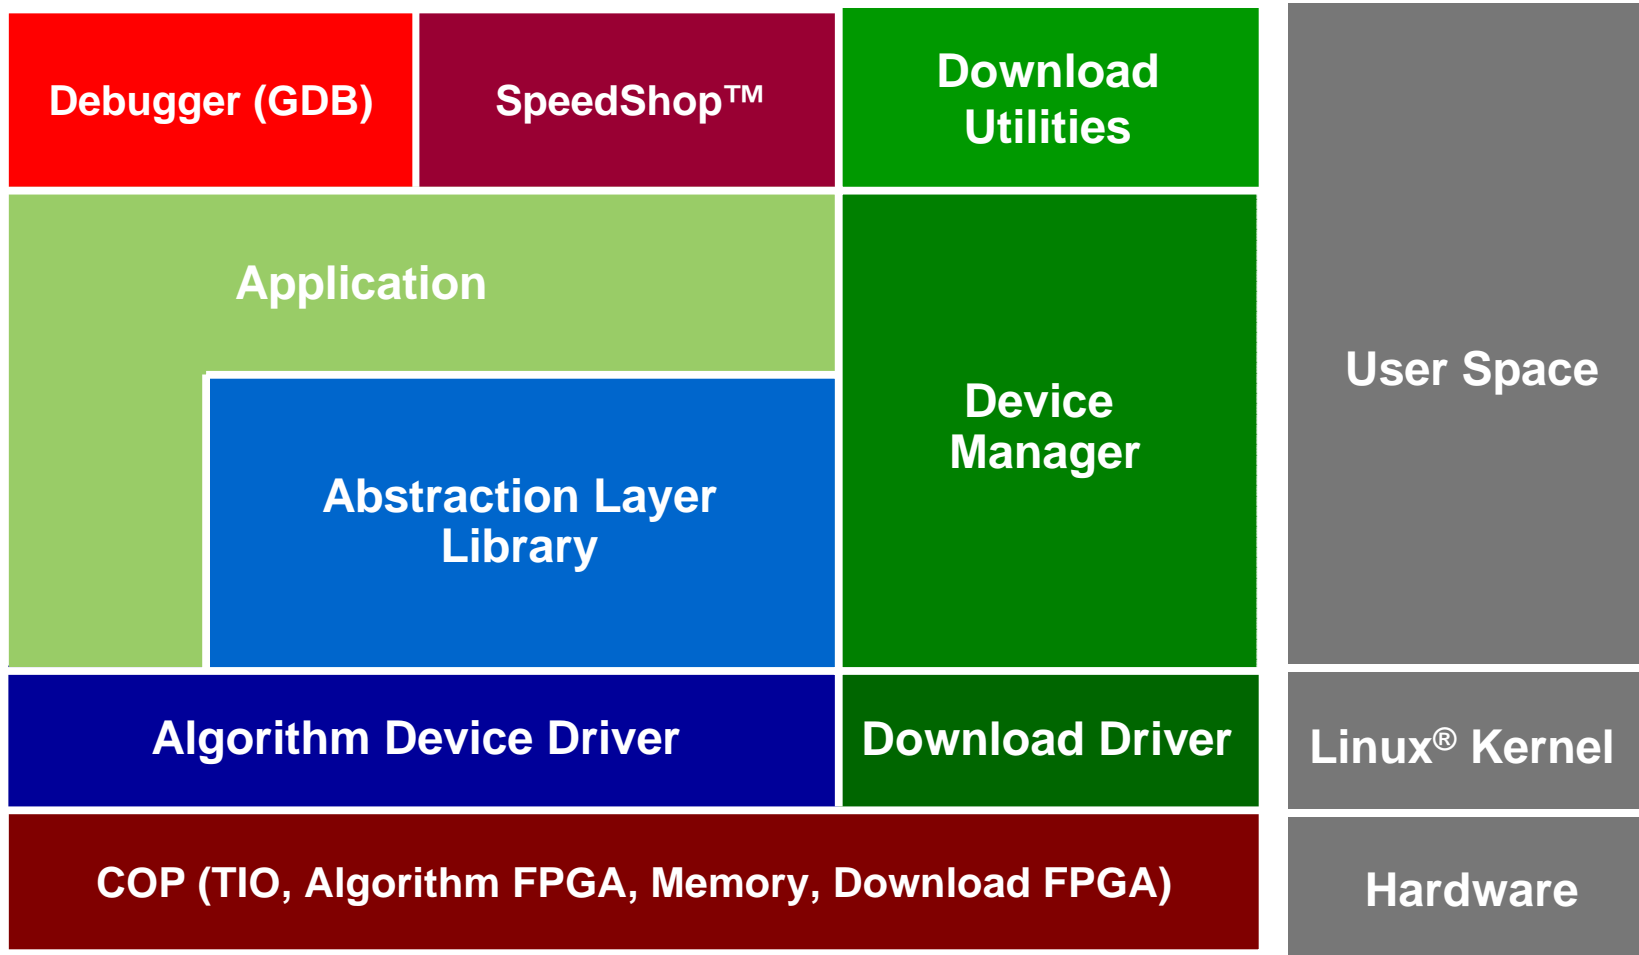 Debugger (GDB)
SpeedShop™
Download
Utilities
Application
Abstraction Layer
Library
Device
Manager
User Space
Algorithm Device Driver
Download Driver
Linux® Kernel
COP (TIO, Algorithm FPGA, Memory, Download FPGA)
Hardware